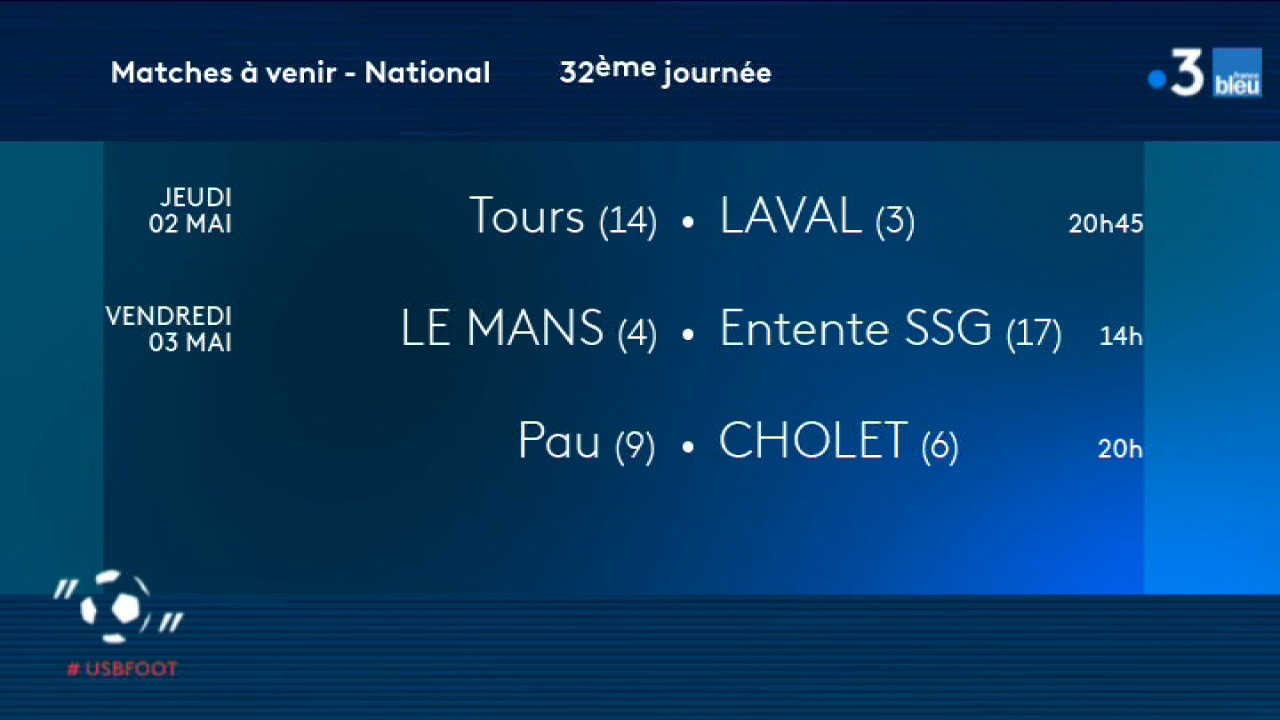 Matches à venir - National 32ème journée
3 france bleu
JEUDI
02 MAI
Tours (14) • LAVAL (3) 20h45
VENDREDI
03 MAI
LE MANS (4) • Entente SSG (17) 14h
Pau (9) • CHOLET (6) 20h
# USBFOOT